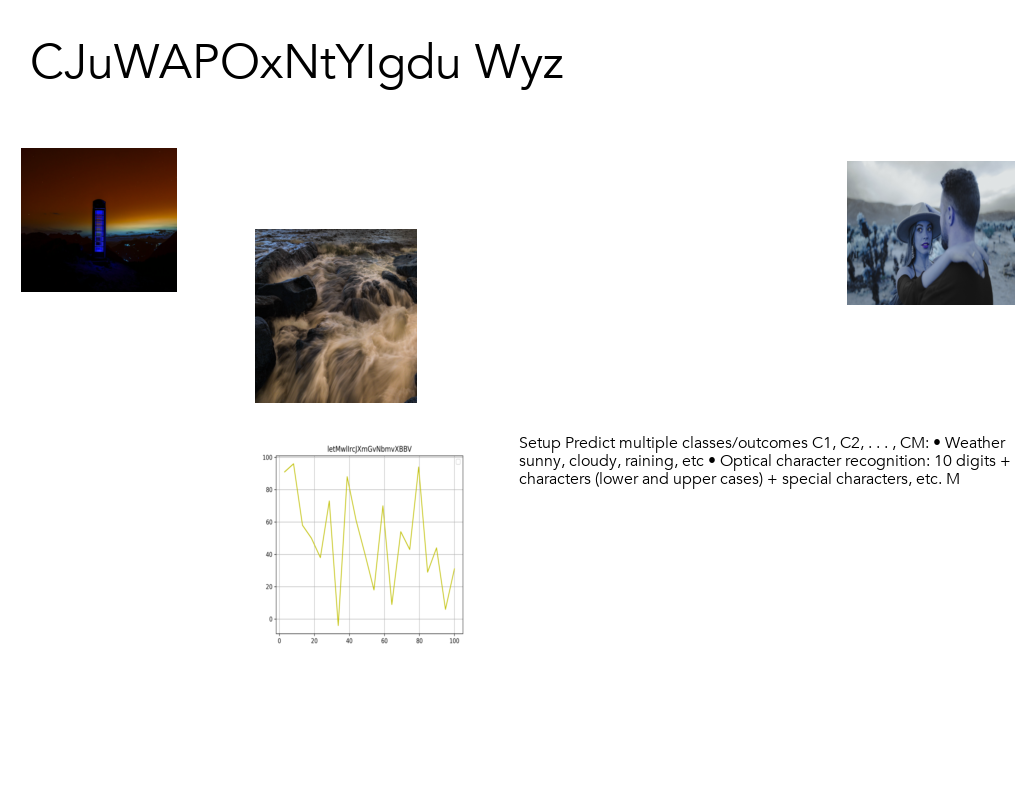 CJuWAPOxNtYIgdu Wyz
Setup Predict multiple classes/outcomes C1, C2, . . . , CM: • Weather
sunny, cloudy, raining, etc • Optical character recognition: 10 digits +
characters (lower and upper cases) + special characters, etc. M
100
80
60
40
20
0
0 20 40 60 80 100